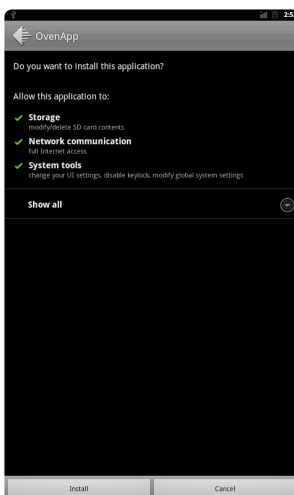 2:5
OvenApp
Do you want to install this application?
Allow this application to:
Storage
modify/delete SD card contents
Network communication
full Internet access
System tools
change your UI settings, disable keylock, modify global system settings
Show all
Install
Cancel